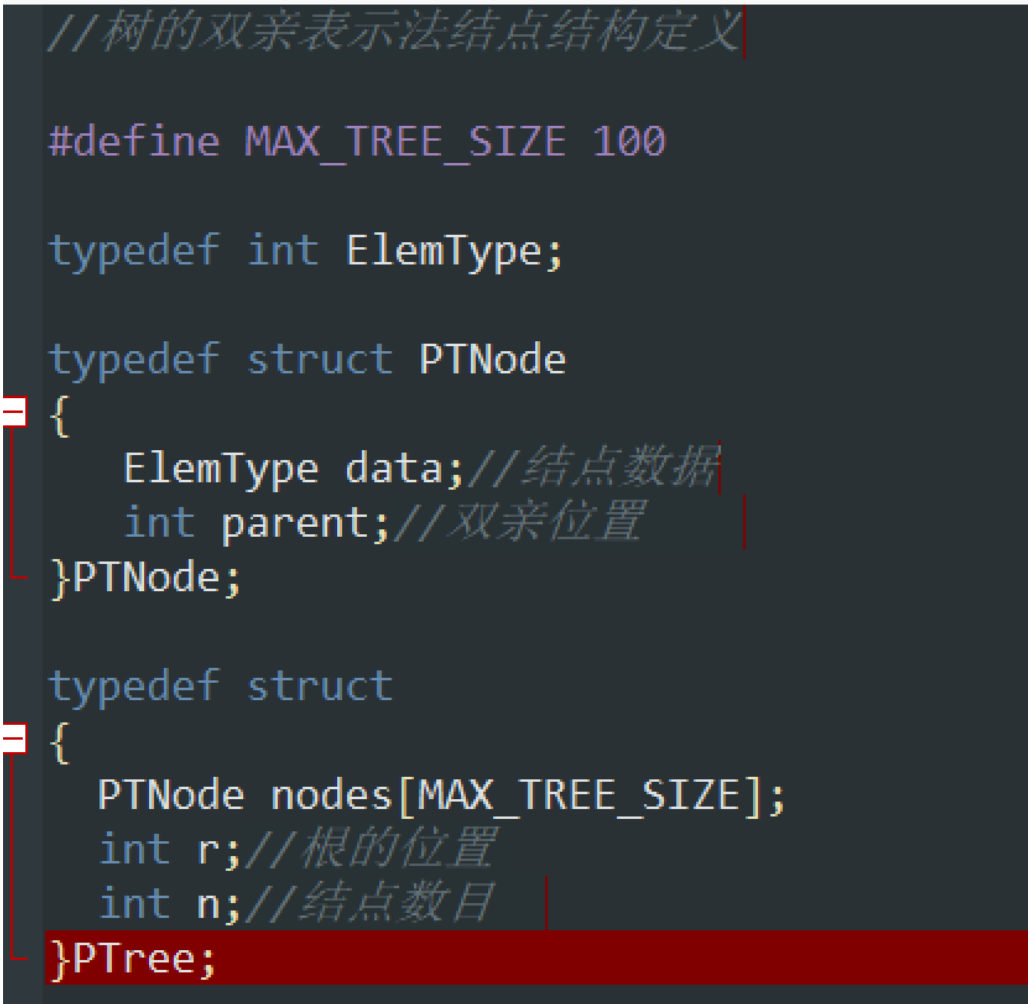 //树的双亲表示法结点结构定义
#define MAX_TREE_SIZE 100
typedef int ElemType;
typedef struct PTNode
{
ElemType data;//结点数据
int parent;//双亲位置
}PTNode;
typedef struct
{
PTNode nodes[MAX_TREE_SIZE];
int r;//根的位置
int n;//结点数目
}PTree;